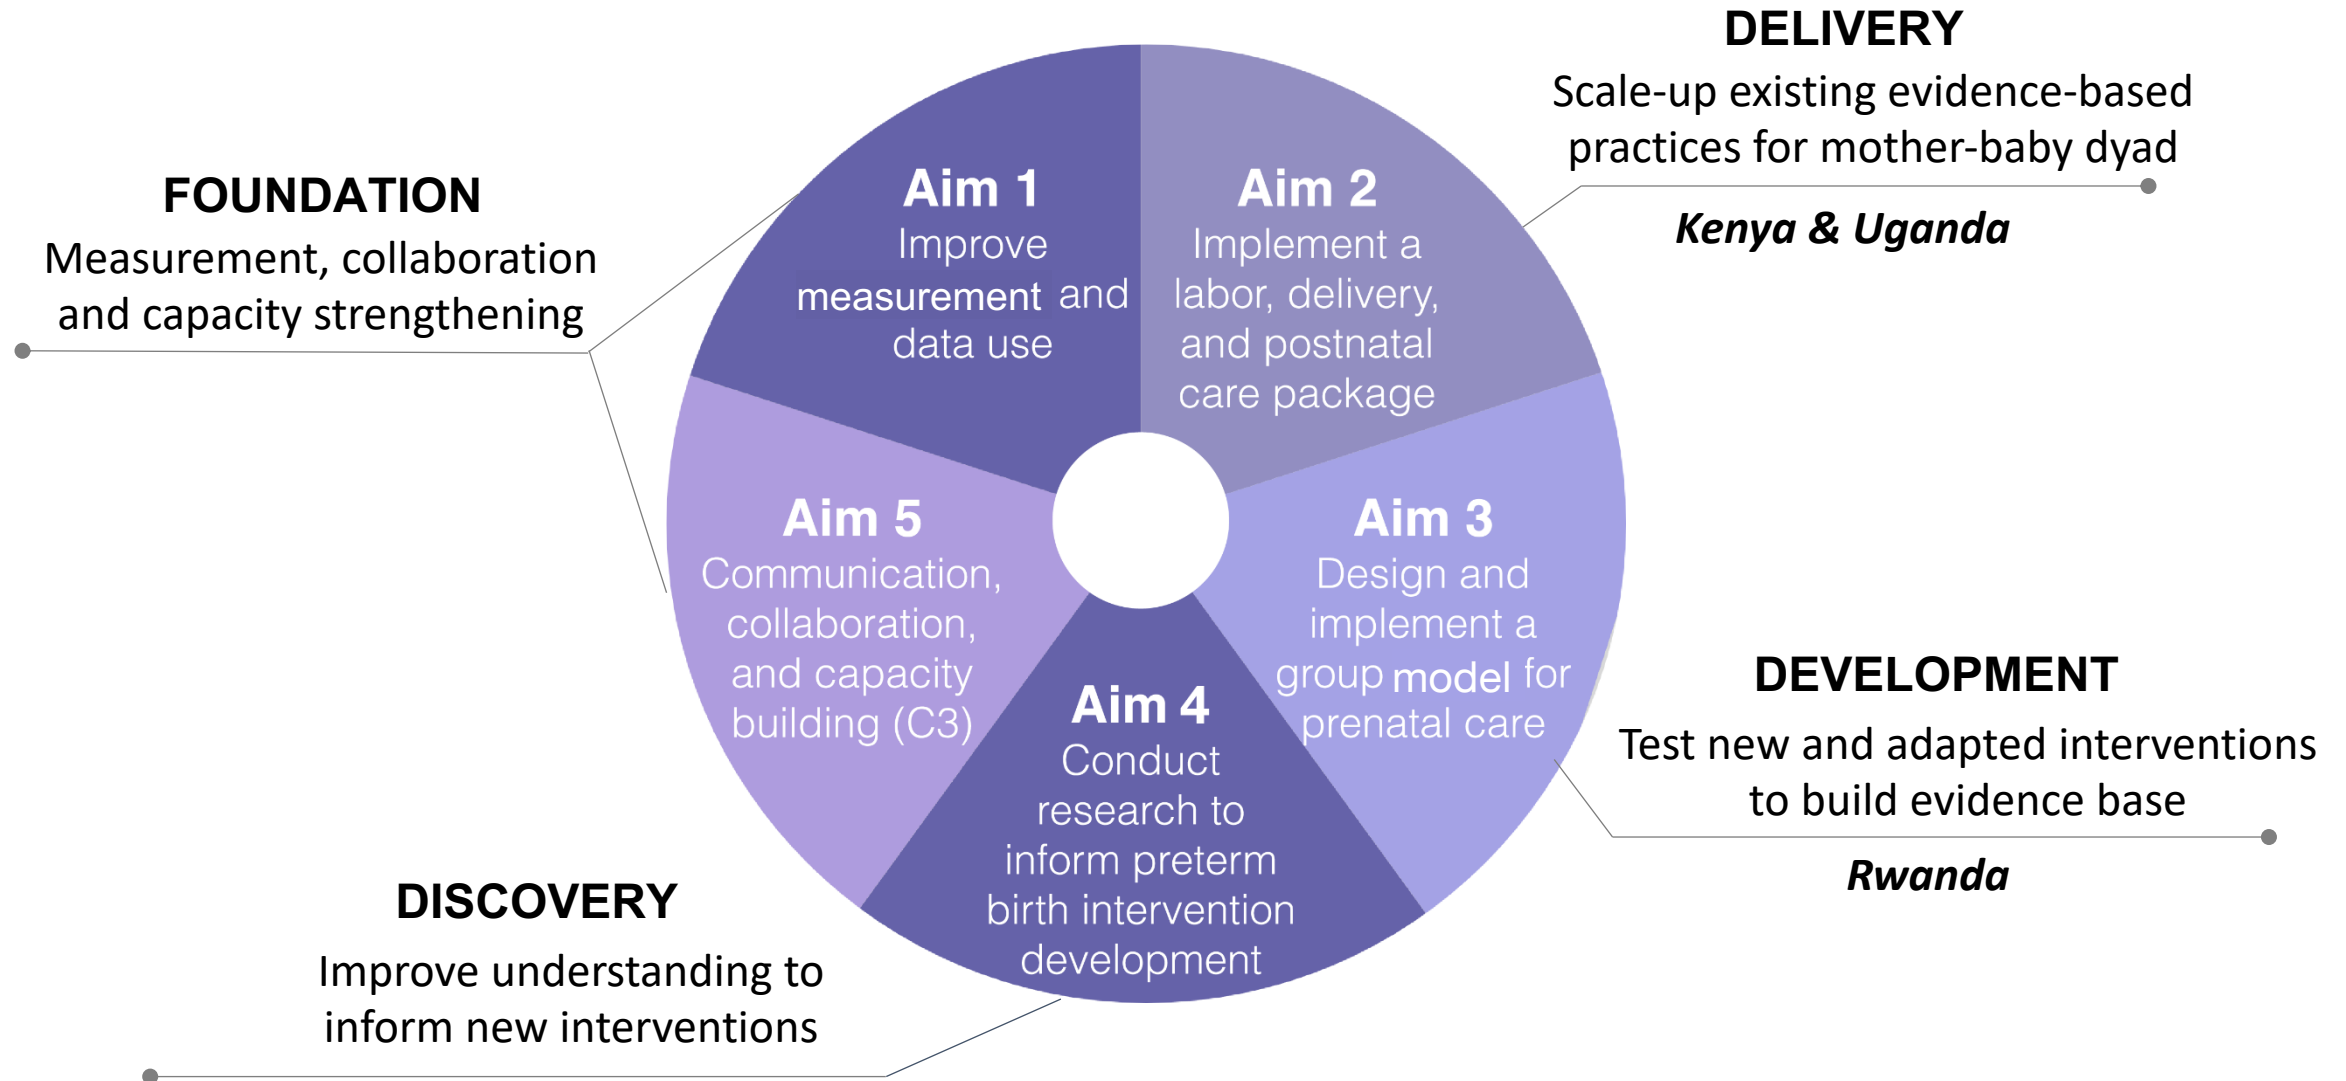 DELIVERY
Scale-up existing evidence-based
practices for mother-baby dyad
Kenya & Uganda
FOUNDATION
Measurement, collaboration
and capacity strengthening
Aim 1
Improve
measurement and
data use
Aim 2
Implement a
labor, delivery,
and postnatal
care package
Aim 3
Design and
implement a
group model for
prenatal care
Aim 4
Conduct
research to
inform preterm
birth intervention
development
Aim 5
Communication,
collaboration,
and capacity
building (C3)
DEVELOPMENT
Test new and adapted interventions
to build evidence base
Rwanda
DISCOVERY
Improve understanding to
inform new interventions